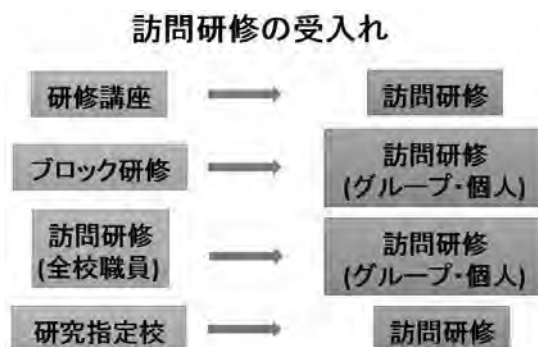 訪問研修の受入れ
研修講座
訪問研修
ブロック研修
訪問研修
(グループ・個人)
訪問研修
(全校職員)
訪問研修
(グループ・個人)
研究指定校
訪問研修